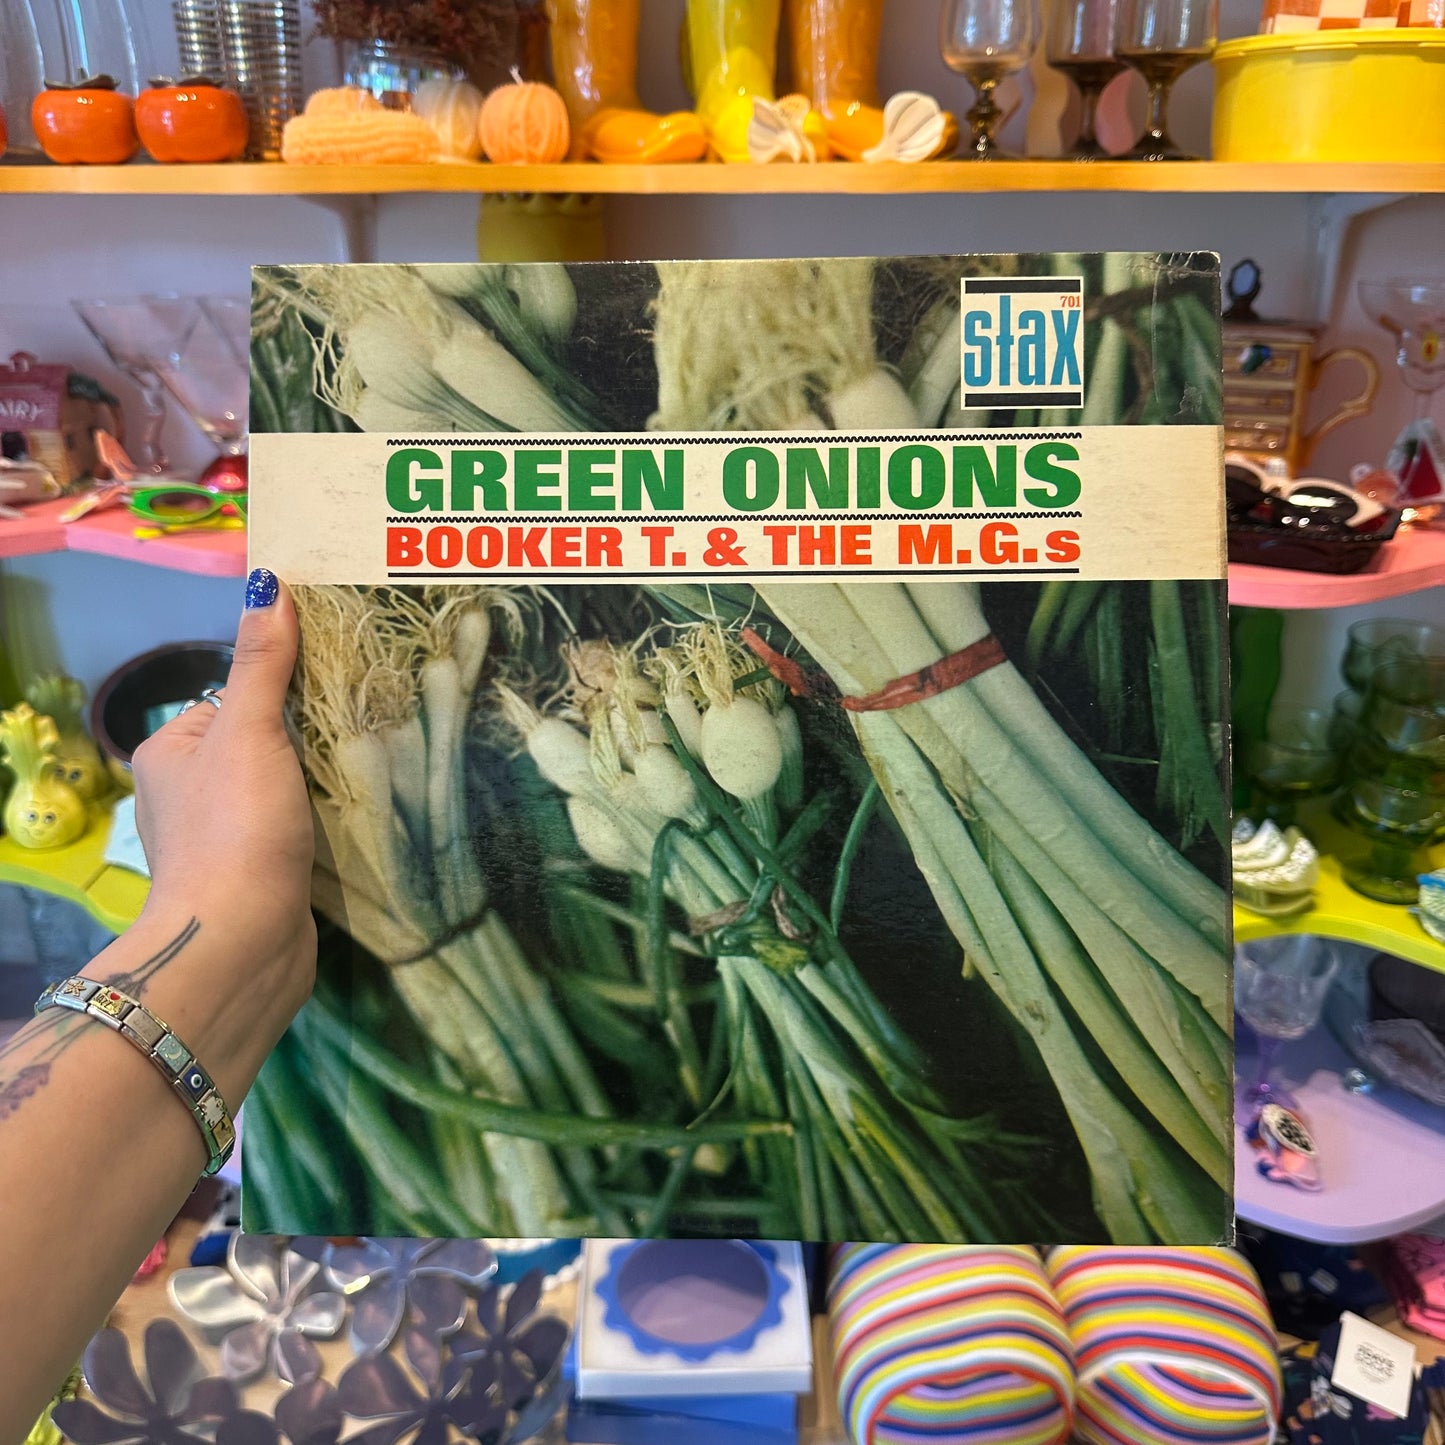 701
stax
GREEN ONIONS
BOOKER T. & THE M.G.s